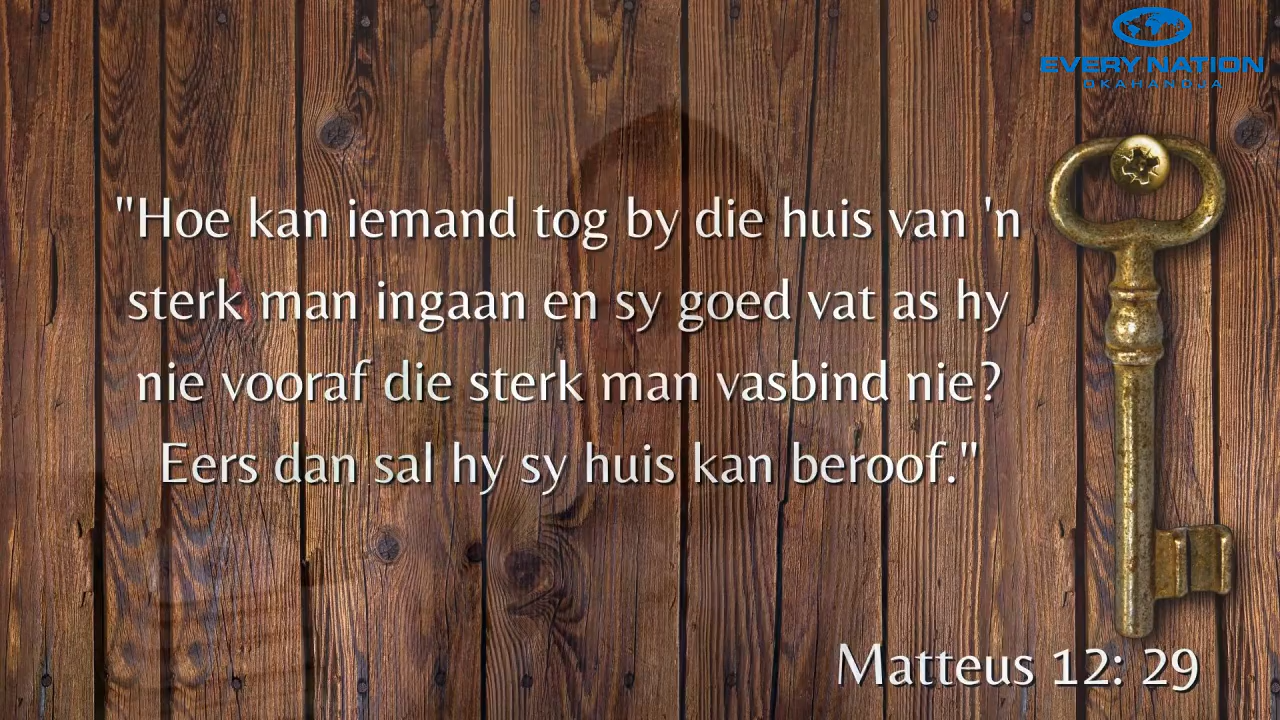 EVERY NATION
OKAHANDJA
"Hoe kan iemand tog by die huis van 'n
sterk man ingaan en sy goed vat as hy
nie vooraf die sterk man vasbind nie?
Eers dan sal hy sy huis kan beroof."
Matteus 12: 29